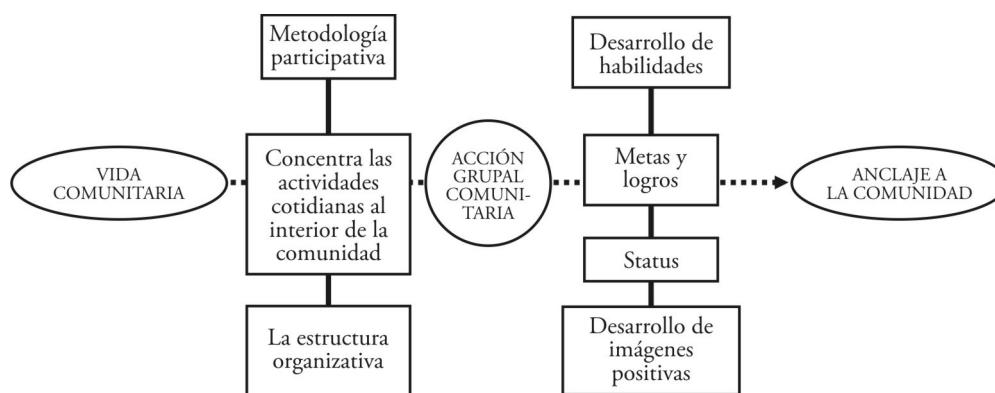 Metodología
participativa
Desarrollo de
habilidades
VIDA
COMUNITARIA
Concentra las
actividades
cotidianas al
interior de la
comunidad
ACCIÓN
GRUPAL
COMUNI-
TARIA
Metas y
logros
ANCLAJE A
LA COMUNIDAD
Status
La estructura
organizativa
Desarrollo de
imágenes
positivas